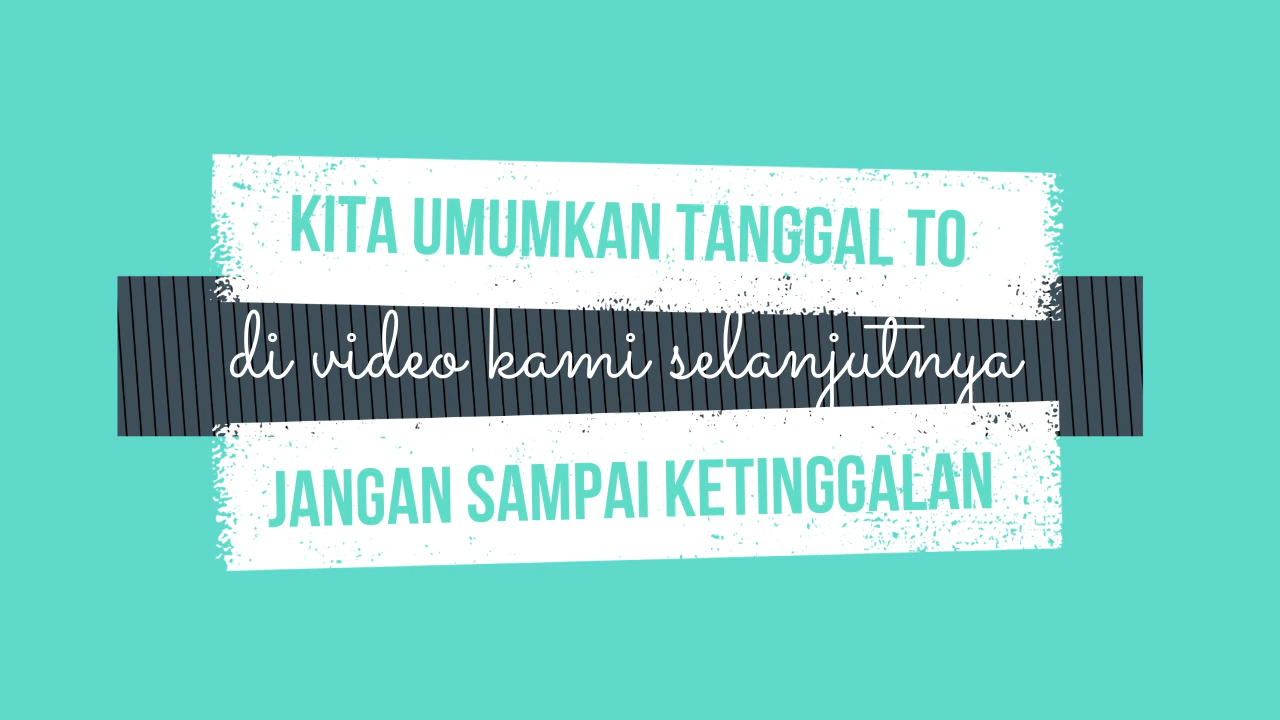 KITA UMUMKAN TANGGAL TO
di video kami selanjutnya
JANGAN SAMPAI KETINGGALAN